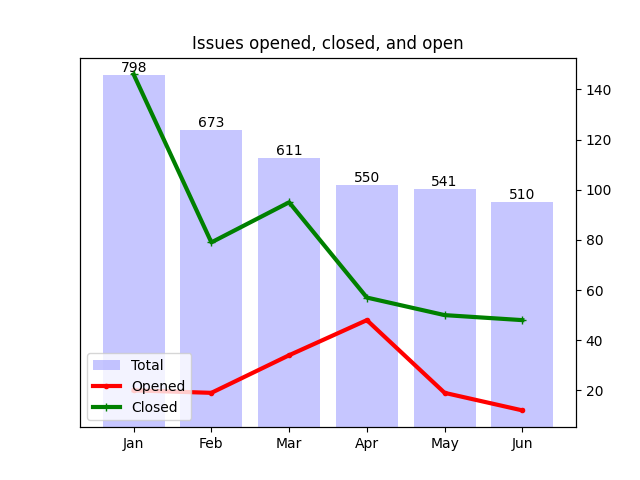 Issues opened, closed, and open
798
673
611
550
541
510
140
120
100
80
60
40
20
Total
Opened
Closed
Jan
Feb
Mar
Apr
May
Jun